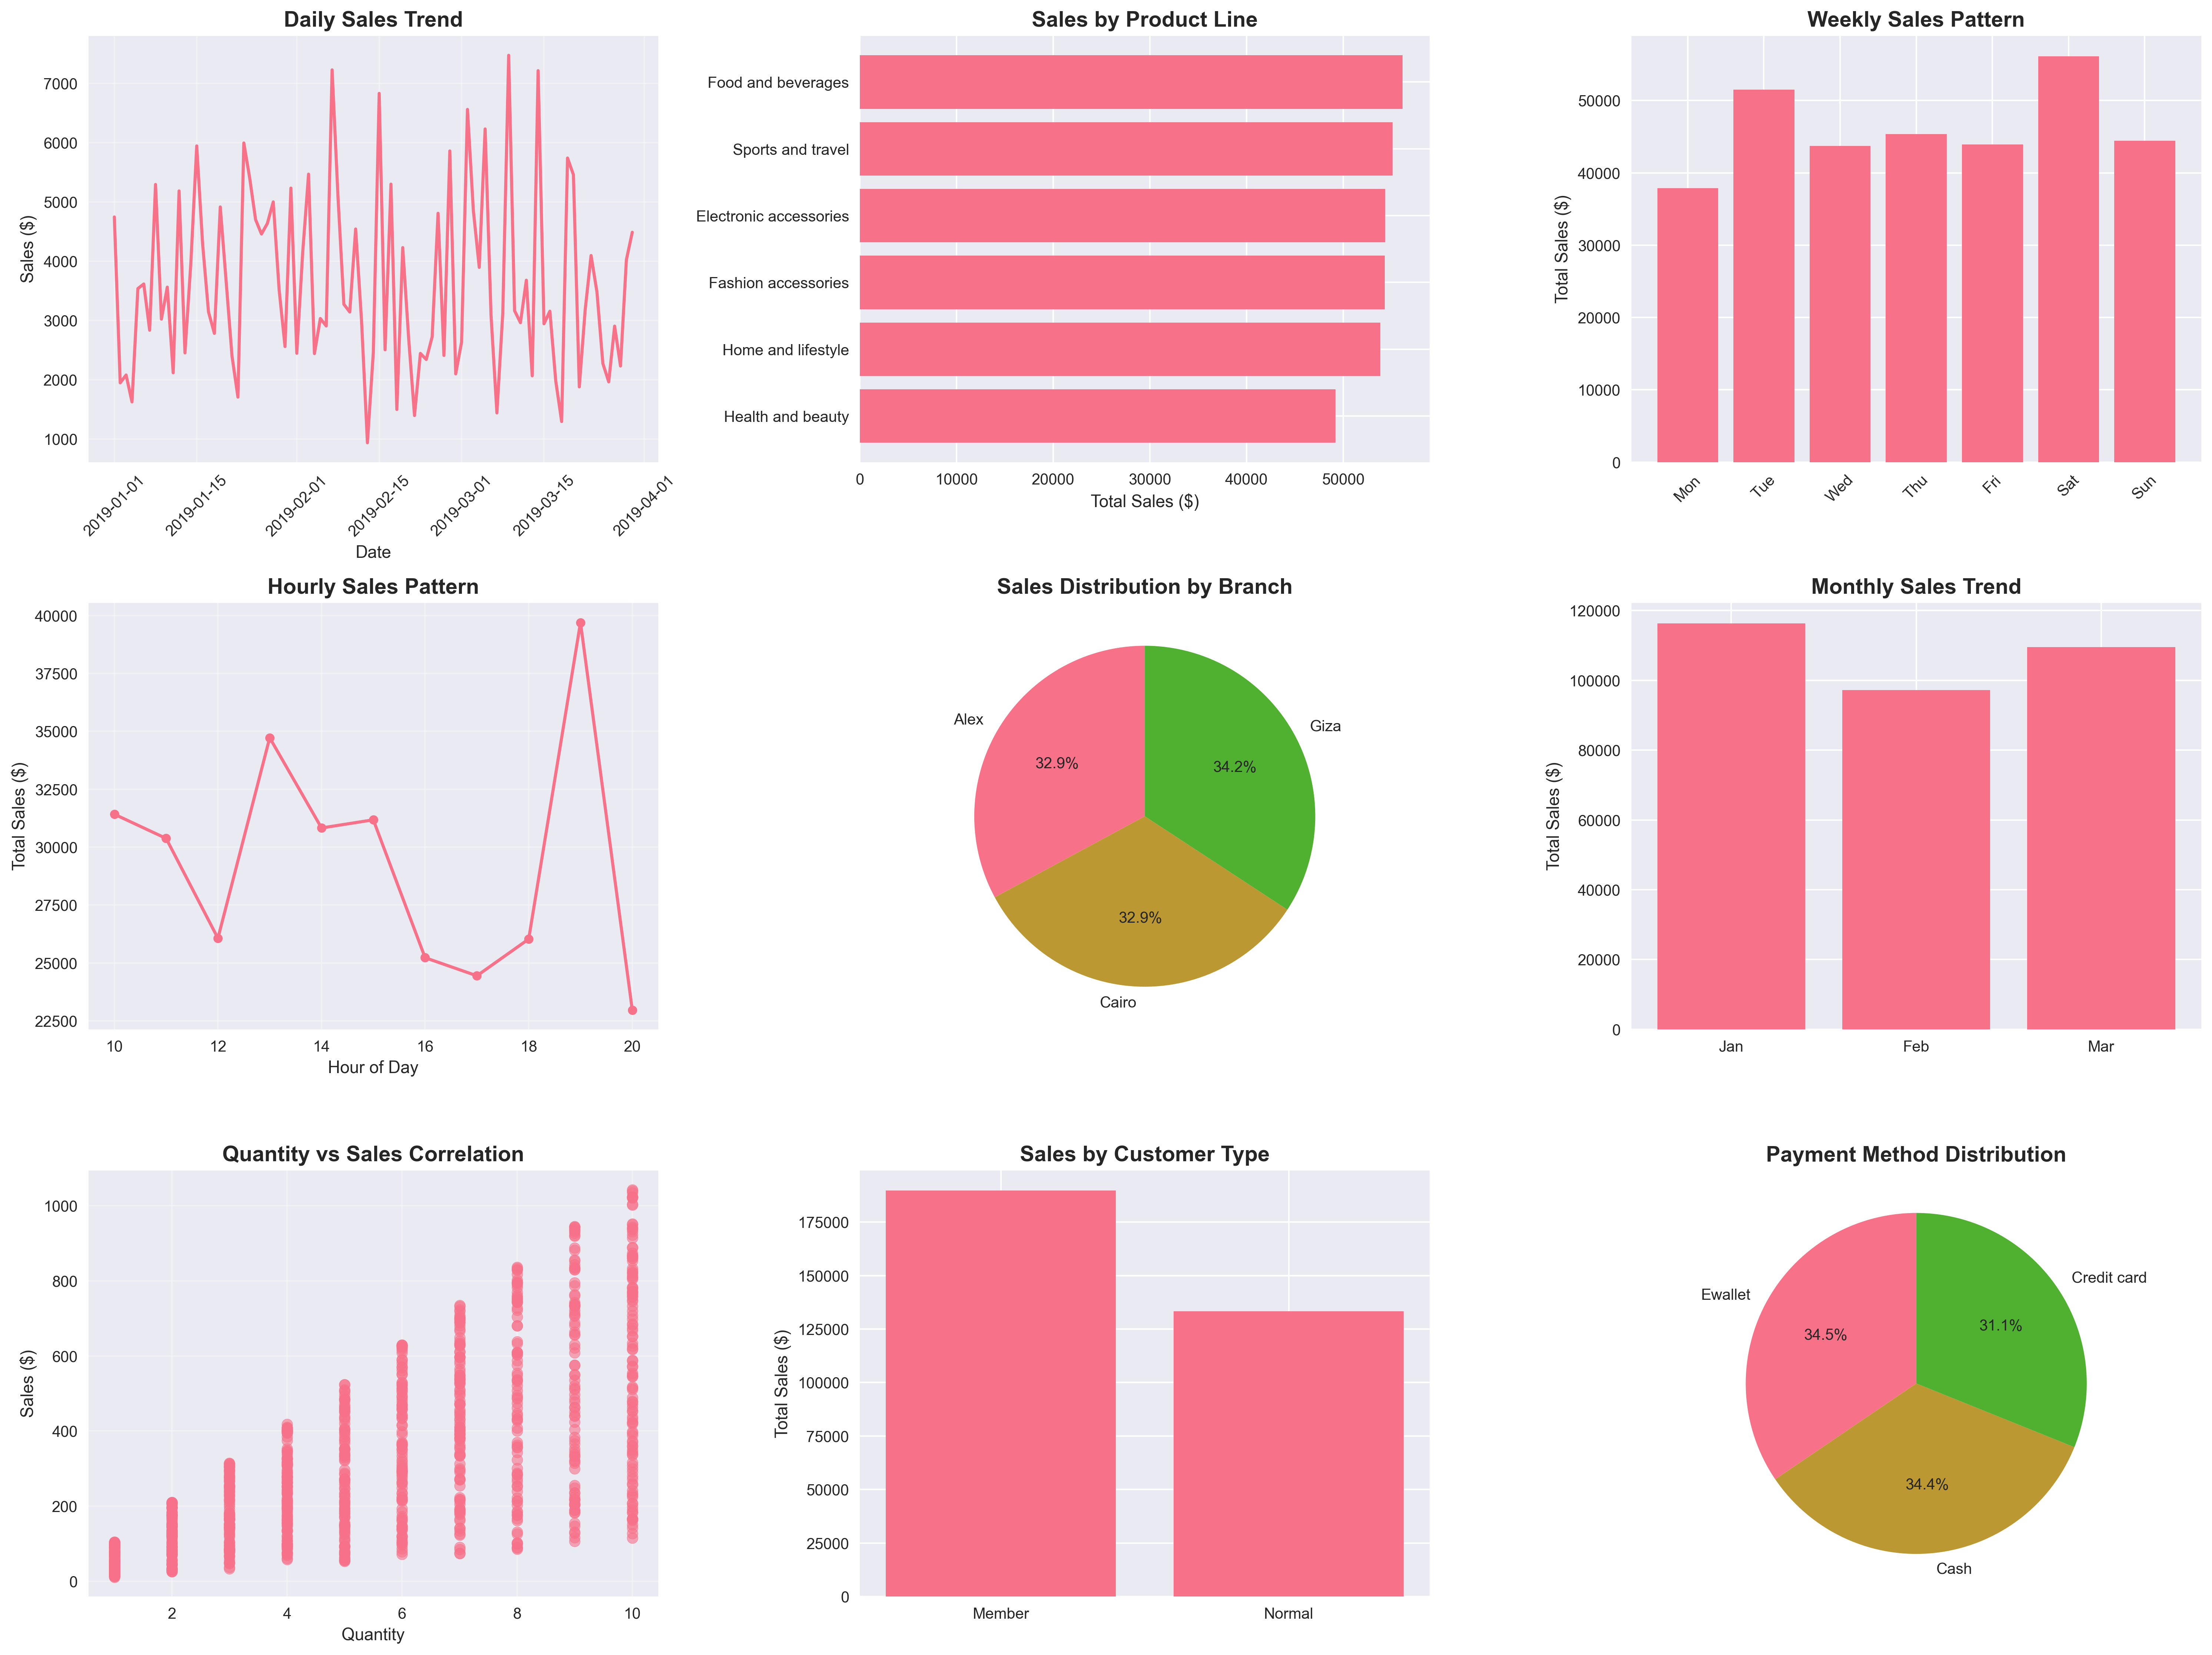 Daily Sales Trend
Sales ($)
7000
6000
5000
4000
3000
2000
1000
2019-01-01
2019-01-15
2019-02-01
2019-02-15
2019-03-01
2019-03-15
2019-04-01
Date
Sales by Product Line
Food and beverages
Sports and travel
Electronic accessories
Fashion accessories
Home and lifestyle
Health and beauty
0
10000
20000
30000
40000
50000
Total Sales ($)
Weekly Sales Pattern
Total Sales ($)
50000
40000
30000
20000
10000
0
Mon
Tue
Wed
Thu
Fri
Sat
Sun
Hourly Sales Pattern
Total Sales ($)
40000
37500
35000
32500
30000
27500
25000
22500
10
12
14
16
18
20
Hour of Day
Sales Distribution by Branch
Alex
32.9%
Giza
34.2%
32.9%
Cairo
Monthly Sales Trend
Total Sales ($)
120000
100000
80000
60000
40000
20000
0
Jan
Feb
Mar
Quantity vs Sales Correlation
Sales ($)
1000
800
600
400
200
0
2
4
6
8
10
Quantity
Sales by Customer Type
Total Sales ($)
175000
150000
125000
100000
75000
50000
25000
0
Member
Normal
Payment Method Distribution
Credit card
Ewallet
31.1%
34.5%
34.4%
Cash